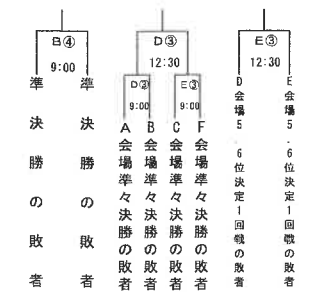 B④
9:00
準決勝の敗者
準決勝の敗者
D③
12:30
D③
9:00
E③
9:00
A会場準々決勝の敗者
B会場準々決勝の敗者
C会場準々決勝の敗者
F会場準々決勝の敗者
E③
12:30
D会場5.6位決定1回戦の敗者
E会場5.6位決定1回戦の敗者